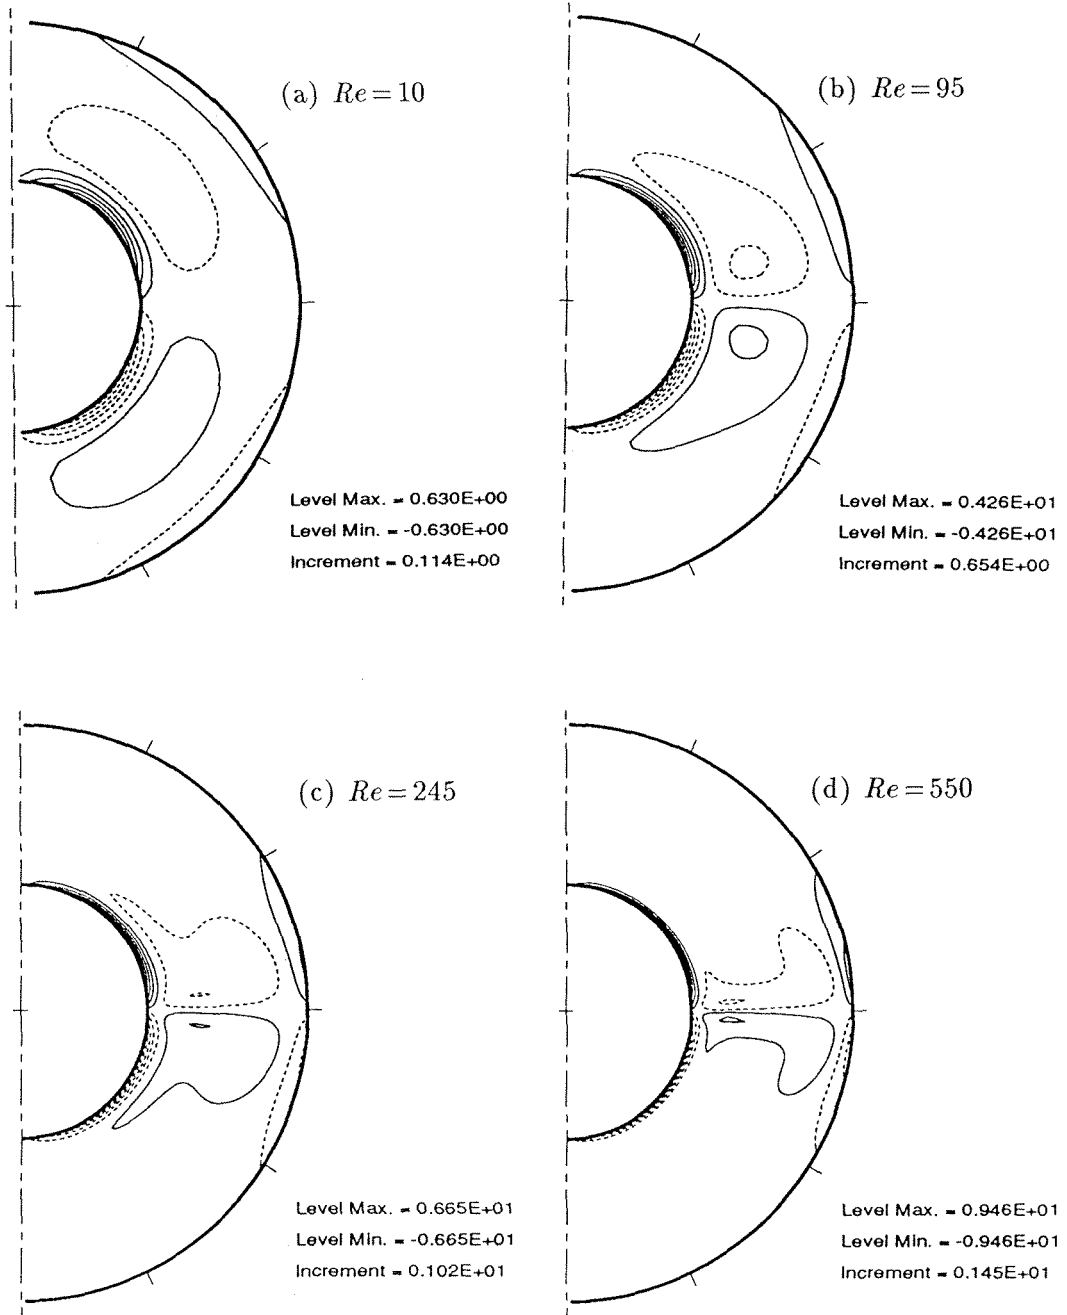 (a) Re = 10
Level Max. = 0.630E+00
Level Min. = -0.630E+00
Increment = 0.114E+00
(b) Re = 95
Level Max. = 0.426E+01
Level Min. = -0.426E+01
Increment = 0.654E+00
(c) Re = 245
Level Max. = 0.665E+01
Level Min. = -0.665E+01
Increment = 0.102E+01
(d) Re = 550
Level Max. = 0.946E+01
Level Min. = -0.946E+01
Increment = 0.145E+01